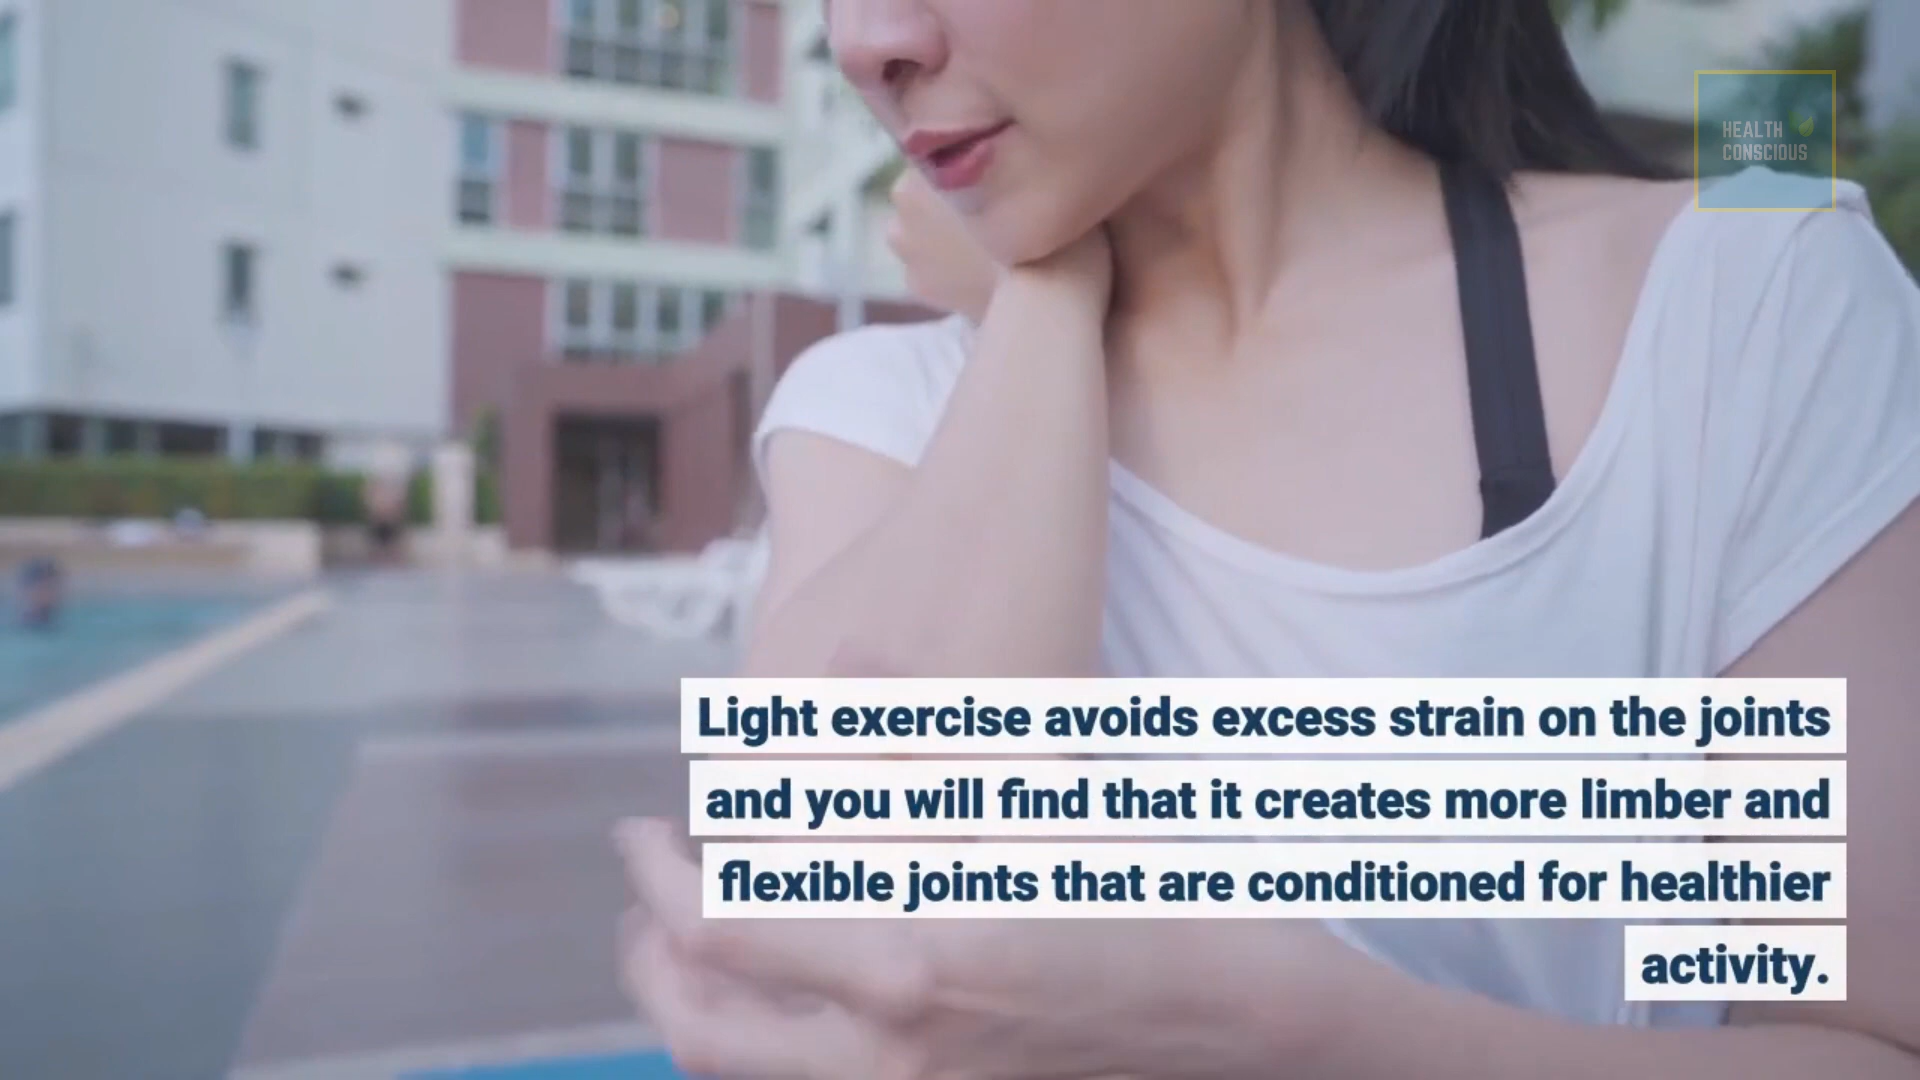 HEALTH
CONSCIOUS
Light exercise avoids excess strain on the joints
and you will find that it creates more limber and
flexible joints that are conditioned for healthier
activity.